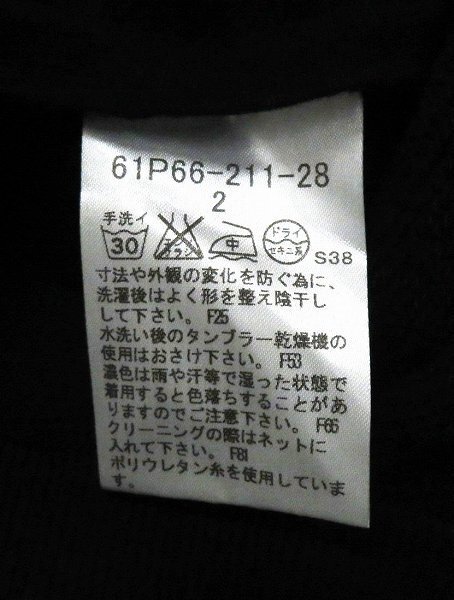 61P66-211-28
2
手洗イ 30 エンソサラシ 中 ドライ セキユ系 S38
寸法や外観の変化を防ぐ為に、
洗濯後はよく形を整え陰干し
して下さい。 F25
水洗い後のタンブラー乾燥機の
使用はおさけ下さい。 F53
濃色は雨や汗等で湿った状態で
着用すると色落ちすることがあ
りますのでご注意下さい。 F66
クリーニングの際はネットに
入れて下さい。 F81
ポリウレタン糸を使用していま
す。